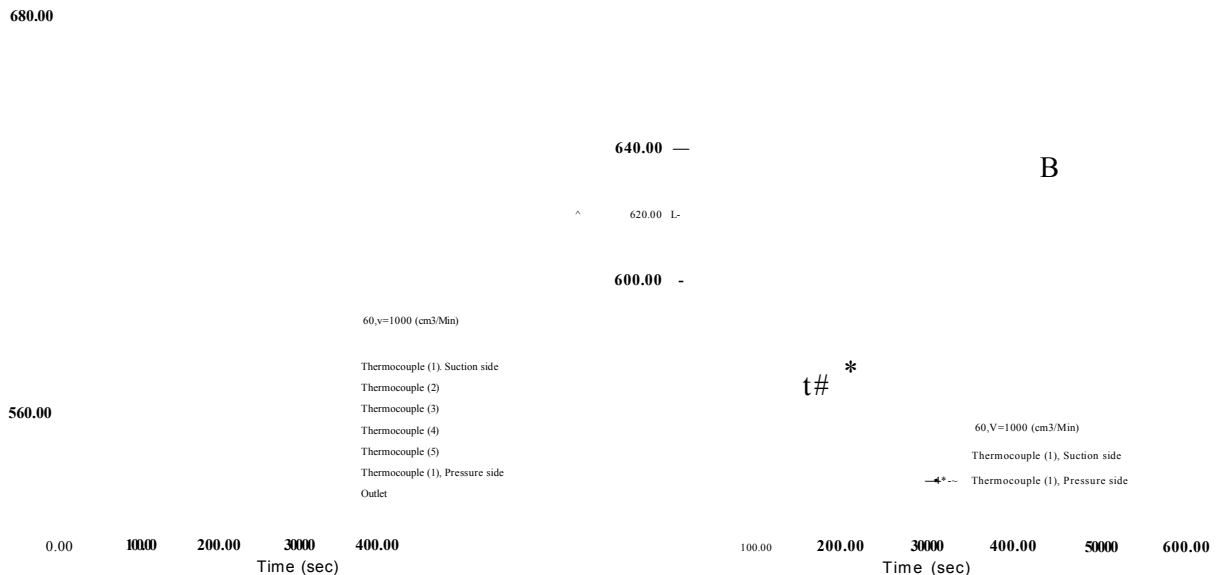 680.00
560.00
60,v=1000 (cm3/Min)
Thermocouple (1). Suction side
Thermocouple (2)
Thermocouple (3)
Thermocouple (4)
Thermocouple (5)
Thermocouple (1), Pressure side
Outlet
0.00 100.00 200.00 30000 400.00
Time (sec)
640.00 —
^ 620.00 L-
600.00 -
B
t# *
60,V=1000 (cm3/Min)
Thermocouple (1), Suction side
Thermocouple (1), Pressure side
100.00 200.00 30000 400.00 50000 600.00
Time (sec)